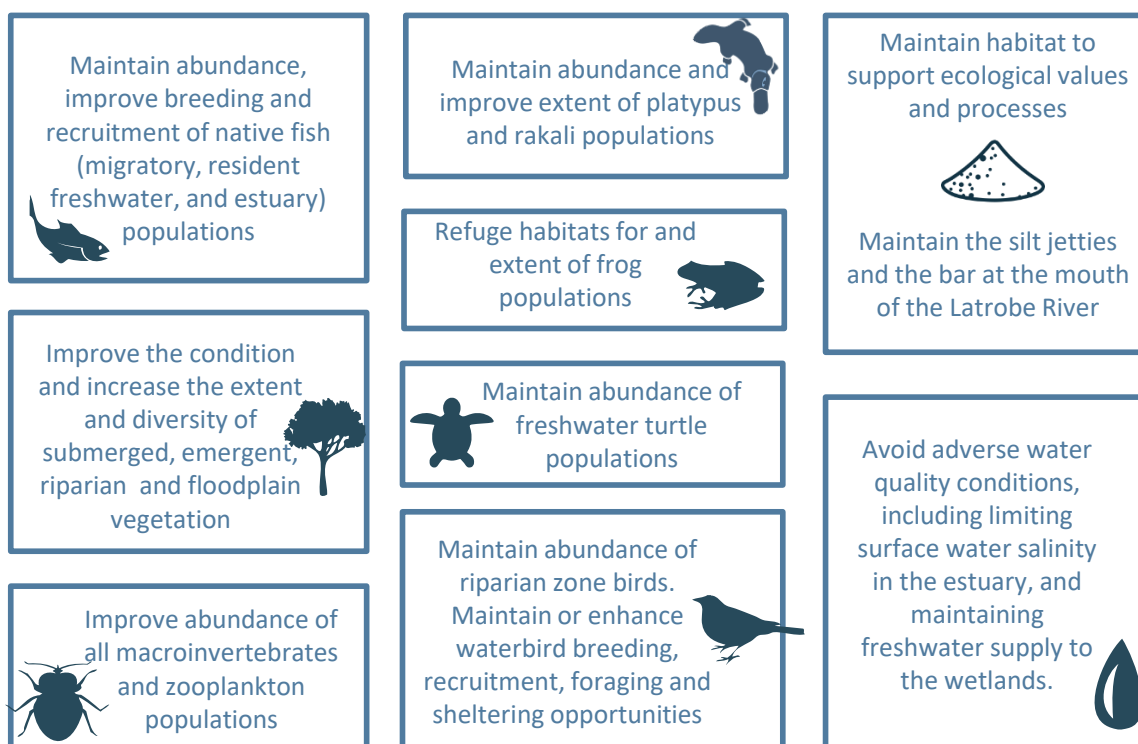 Maintain abundance,
improve breeding and
recruitment of native fish
(migratory, resident
freshwater, and estuary)
populations
Improve the condition
and increase the extent
and diversity of
submerged, emergent,
riparian and floodplain
vegetation
Improve abundance of
all macroinvertebrates
and zooplankton
populations
Maintain abundance and
improve extent of platypus
and rakali populations
Refuge habitats for and
extent of frog
populations
Maintain abundance of
freshwater turtle
populations
Maintain abundance of
riparian zone birds.
Maintain or enhance
waterbird breeding,
recruitment, foraging and
sheltering opportunities
Maintain habitat to
support ecological values
and processes
Maintain the silt jetties
and the bar at the mouth
of the Latrobe River
Avoid adverse water
quality conditions,
including limiting
surface water salinity
in the estuary, and
maintaining
freshwater supply to
the wetlands.